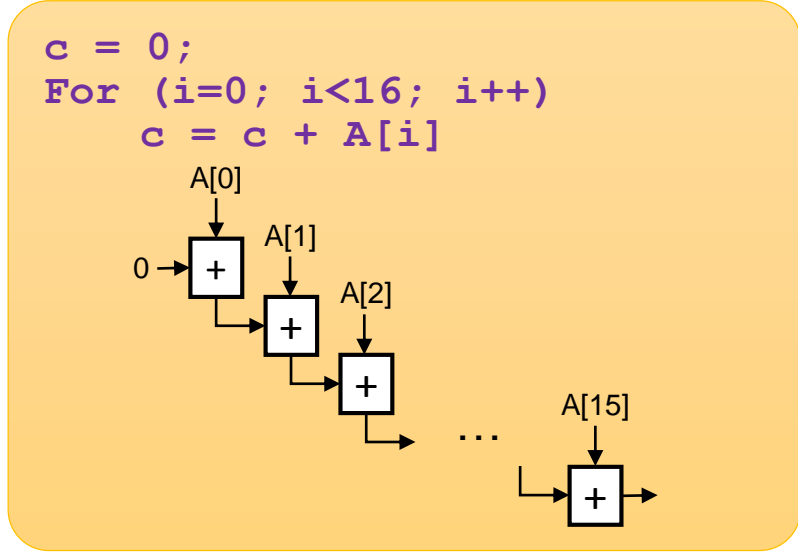 c = 0;
For (i=0; i<16; i++)
c = c + A[i]
A[0]
A[1]
0
+
A[2]
+
+
A[15]
...
+